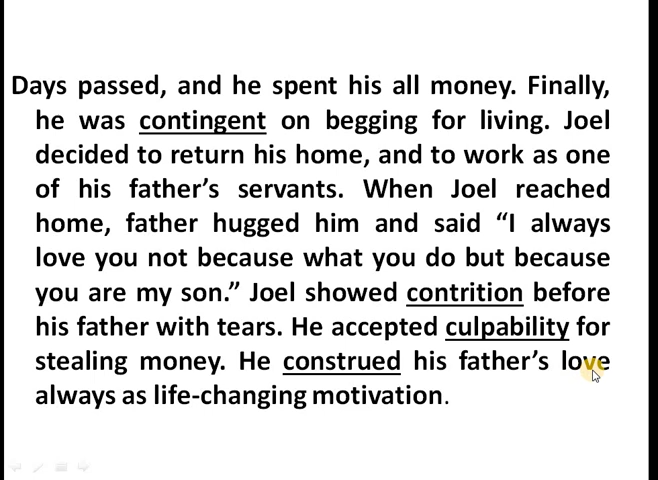 Days passed, and he spent his all money. Finally,
he was contingent on begging for living. Joel
decided to return his home, and to work as one
of his father’s servants. When Joel reached
home, father hugged him and said “I always
love you not because what you do but because
you are my son.” Joel showed contrition before
his father with tears. He accepted culpability for
stealing money. He construed his father’s love
always as life-changing motivation.